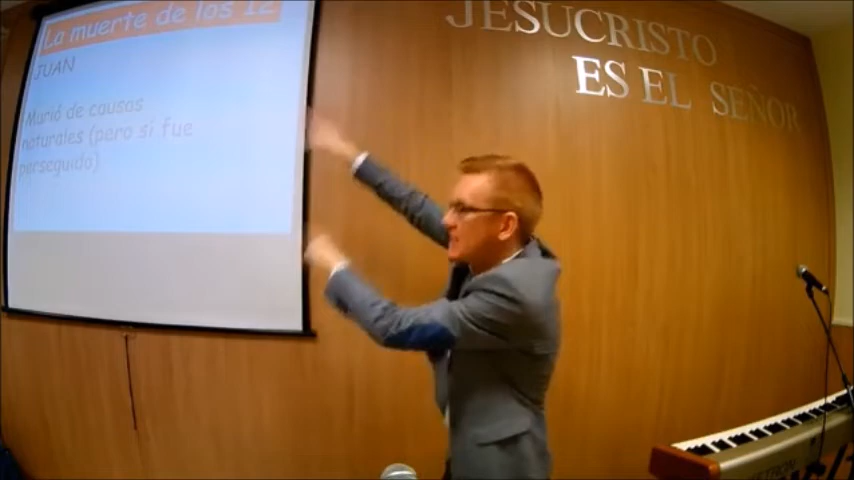 La muerte de los 12
JUAN
Murió de causas
naturales (pero si fue
perseguido)
JESUCRISTO
ES EL SEÑOR